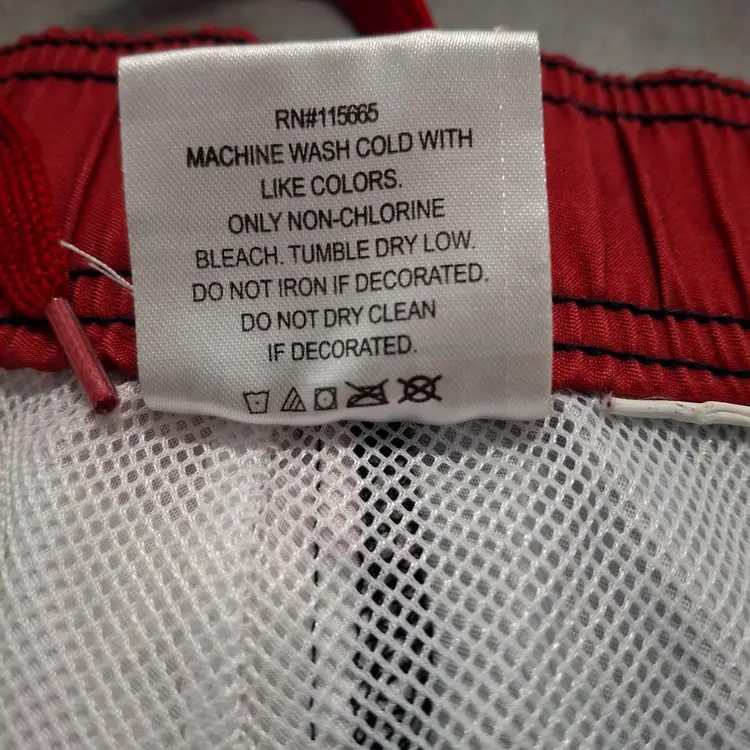 RN#115665
MACHINE WASH COLD WITH
LIKE COLORS.
ONLY NON-CHLORINE
BLEACH. TUMBLE DRY LOW.
DO NOT IRON IF DECORATED.
DO NOT DRY CLEAN
IF DECORATED.